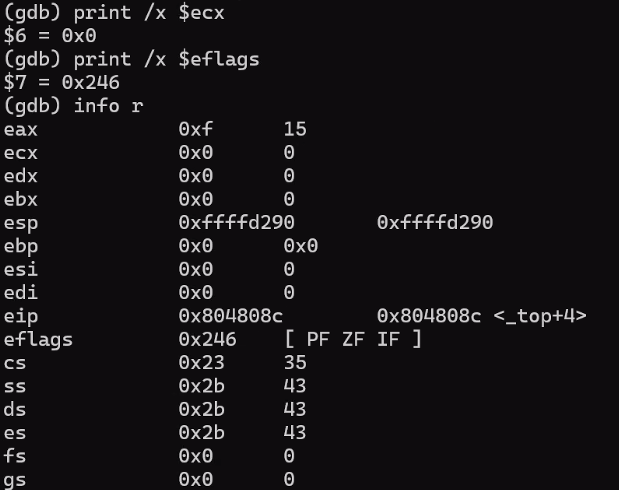 (gdb) print /x $ecx
$6 = 0x0
(gdb) print /x $eflags
$7 = 0x246
(gdb) info r
eax            0xf      15
ecx            0x0      0
edx            0x0      0
ebx            0x0      0
esp            0xffffd290       0xffffd290
ebp            0x0      0x0
esi            0x0      0
edi            0x0      0
eip            0x804808c        0x804808c <_top+4>
eflags         0x246    [ PF ZF IF ]
cs             0x23     35
ss             0x2b     43
ds             0x2b     43
es             0x2b     43
fs             0x0      0
gs             0x0      0